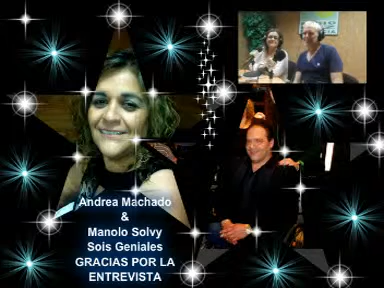 Andrea Machado
&
Manolo Solvy
Sois Geniales
GRACIAS POR LA
ENTREVISTA